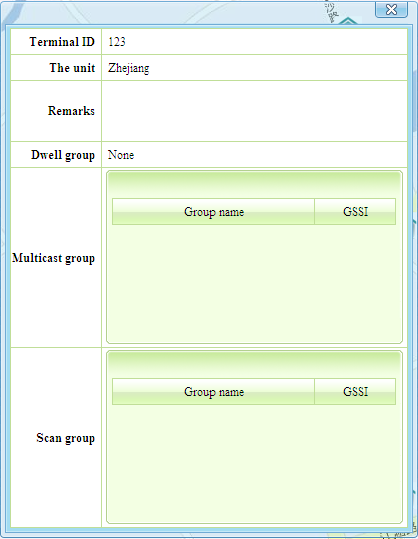 Terminal ID 123
The unit Zhejiang
Remarks
Dwell group None
Multicast group
Group name GSSI
Scan group
Group name GSSI